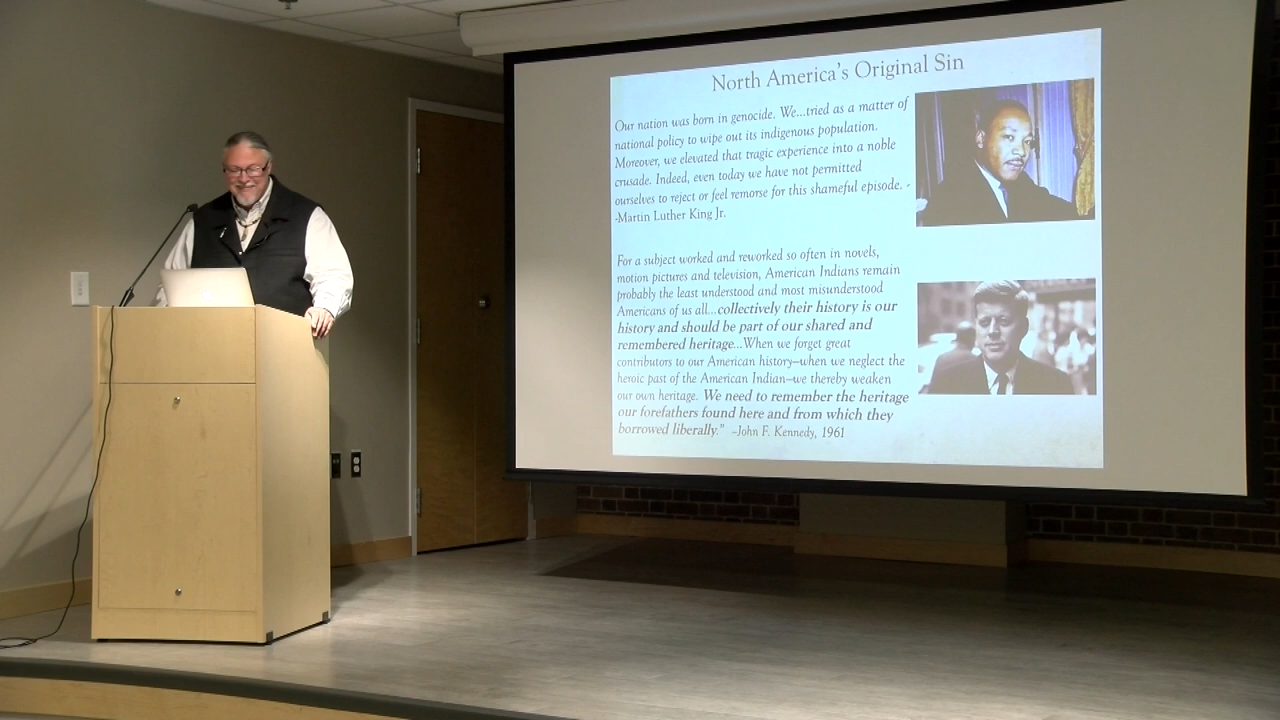 North America's Original Sin
Our nation was born in genocide. We...tried as a matter of
national policy to wipe out its indigenous population.
Moreover, we elevated that tragic experience into a noble
crusade. Indeed, even today we have not permitted
ourselves to reject or feel remorse for this shameful episode. -
-Martin Luther King Jr.
For a subject worked and reworked so often in novels,
motion pictures and television, American Indians remain
probably the least understood and most misunderstood
Americans of us all...collectively their history is our
history and should be part of our shared and
remembered heritage...When we forget great
contributors to our American history—when we neglect the
heroic past of the American Indian—we thereby weaken
our own heritage. We need to remember the heritage
our forefathers found here and from which they
borrowed liberally." –John F. Kennedy, 1961